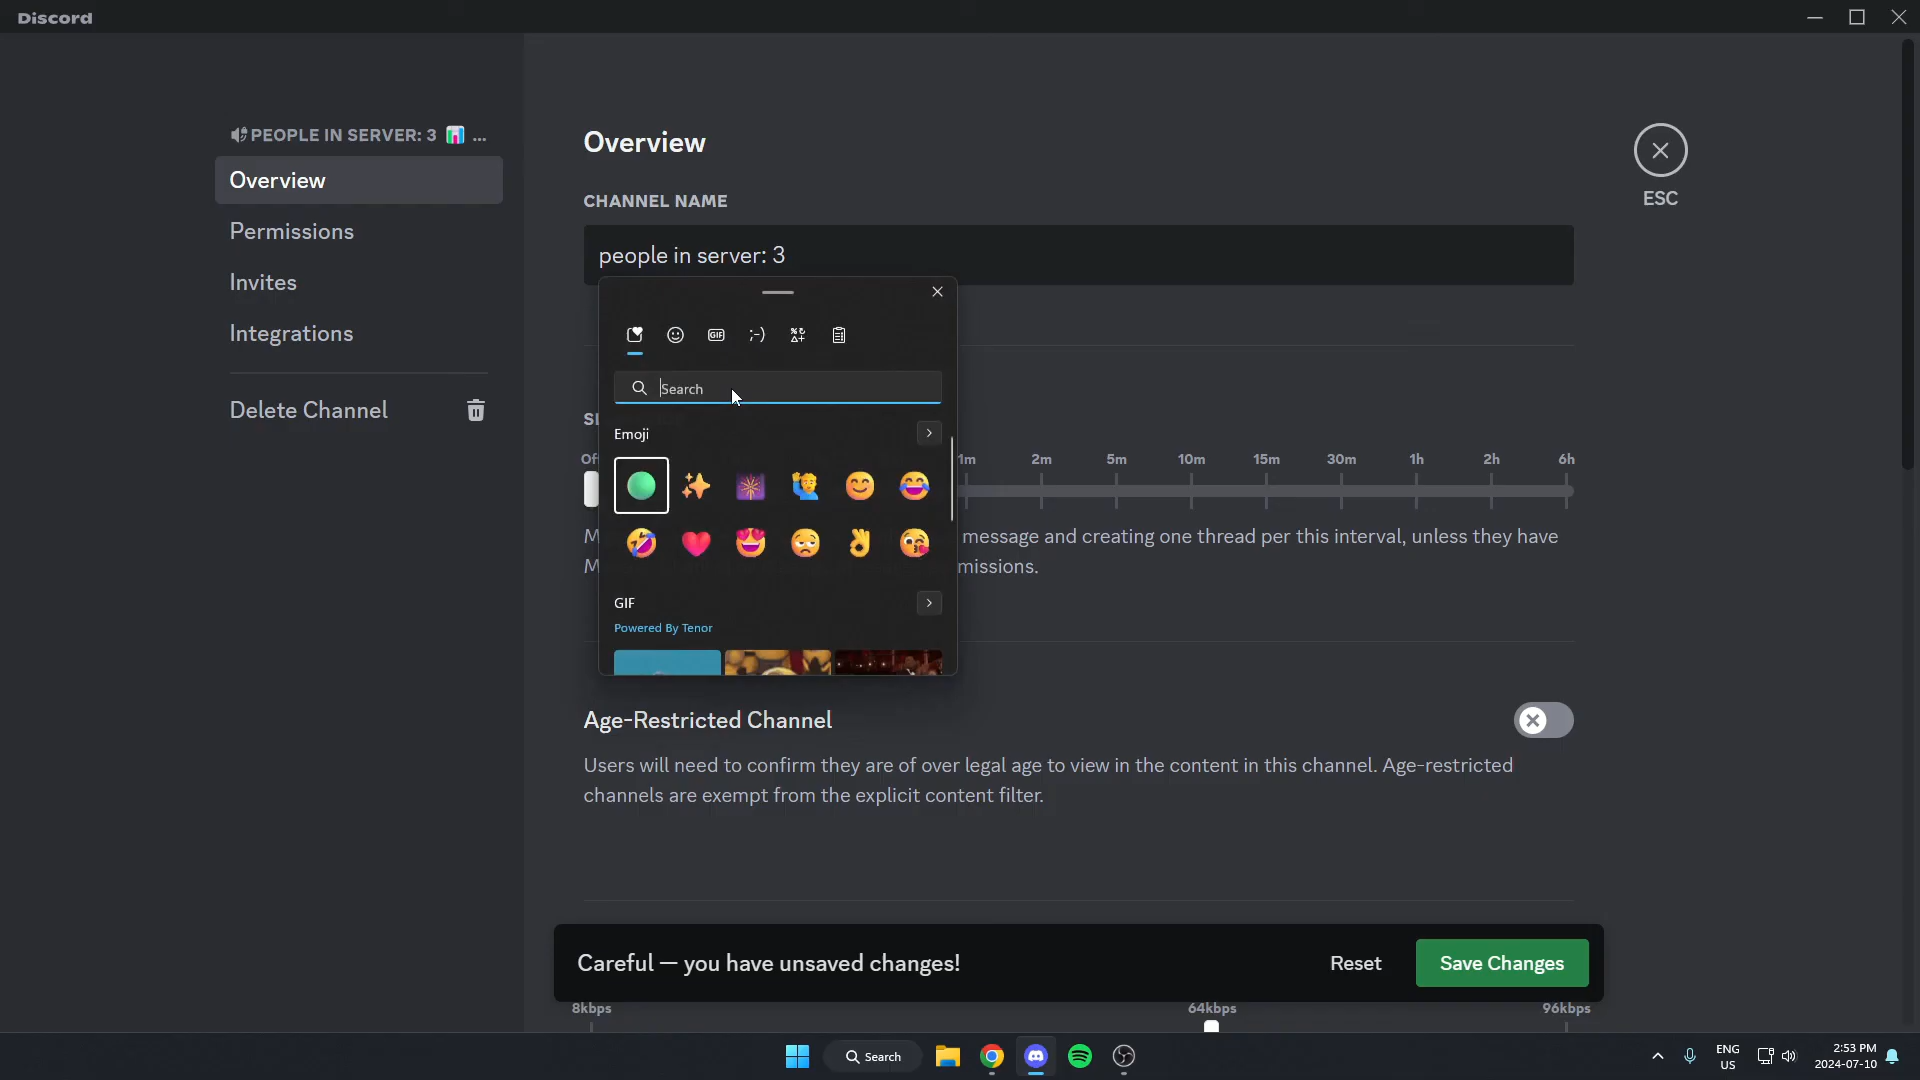 Discord
PEOPLE IN SERVER: 3 📊 ...
Overview
Permissions
Invites
Integrations
Delete Channel
Overview
CHANNEL NAME
people in server: 3
ESC
Search
Emoji
GIF
Powered By Tenor
1m 2m 5m 10m 15m 30m 1h 2h 6h
message and creating one thread per this interval, unless they have
missions.
Age-Restricted Channel
Users will need to confirm they are of over legal age to view in the content in this channel. Age-restricted
channels are exempt from the explicit content filter.
Careful — you have unsaved changes!
Reset
Save Changes
8kbps 64kbps 96kbps
Search
ENG
US
2:53 PM
2024-07-10